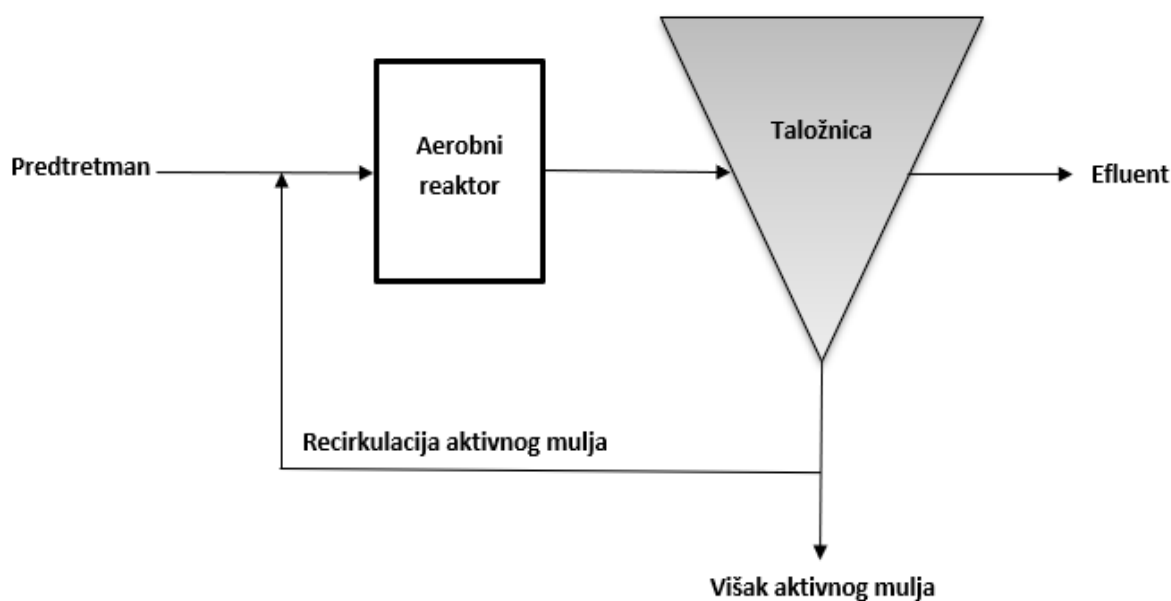 Taložnica
Predtretman
Aerobni
reaktor
Efluent
Recirkulacija aktivnog mulja
Višak aktivnog mulja